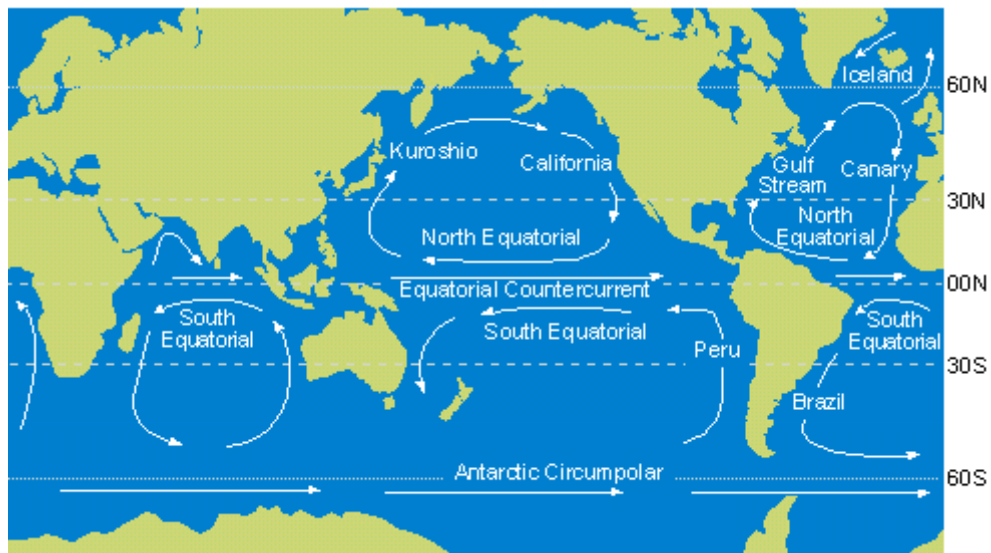 Iceland
60N
Kuroshio
California
Gulf
Stream
Canary
30N
North Equatorial
North
Equatorial
Equatorial Countercurrent
00N
South
Equatorial
South Equatorial
Peru
South
Equatorial
30S
Brazil
Antarctic Circumpolar
60S